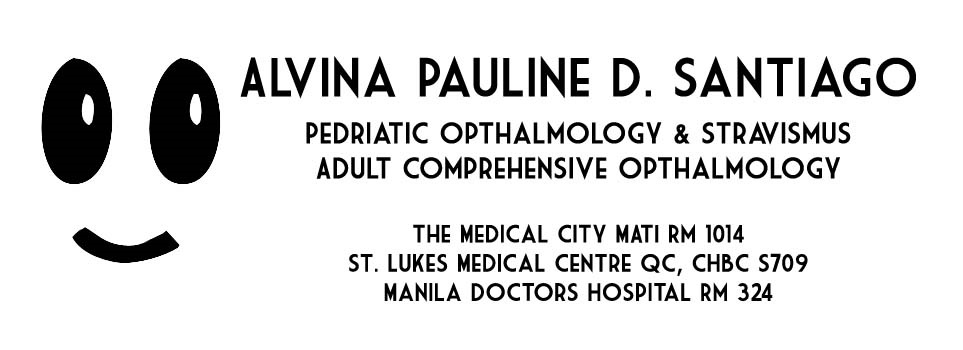 ALVINA PAULINE D. SANTIAGO
PEDRIATIC OPTHALMOLOGY & STRAVISMUS
ADULT COMPREHENSIVE OPTHALMOLOGY
THE MEDICAL CITY MATI RM 1014
ST. LUKES MEDICAL CENTRE QC, CHBC S709
MANILA DOCTORS HOSPITAL RM 324